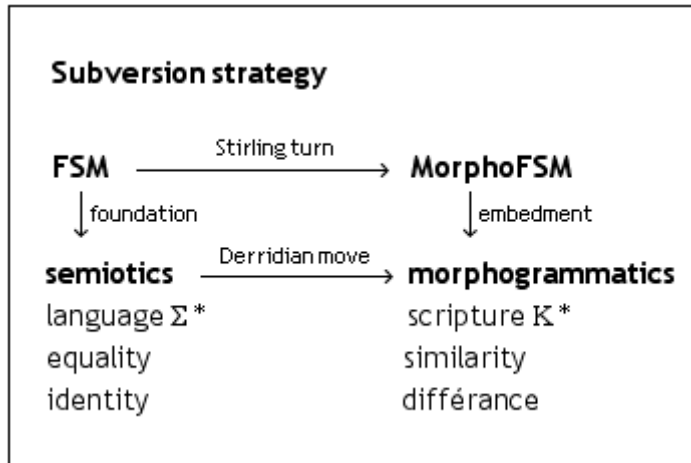 Subversion strategy
Stirling turn
FSM MorphoFSM
foundation embedment
Derridian move
semiotics morphogrammatics
language Σ* scripture K*
equality similarity
identity différance